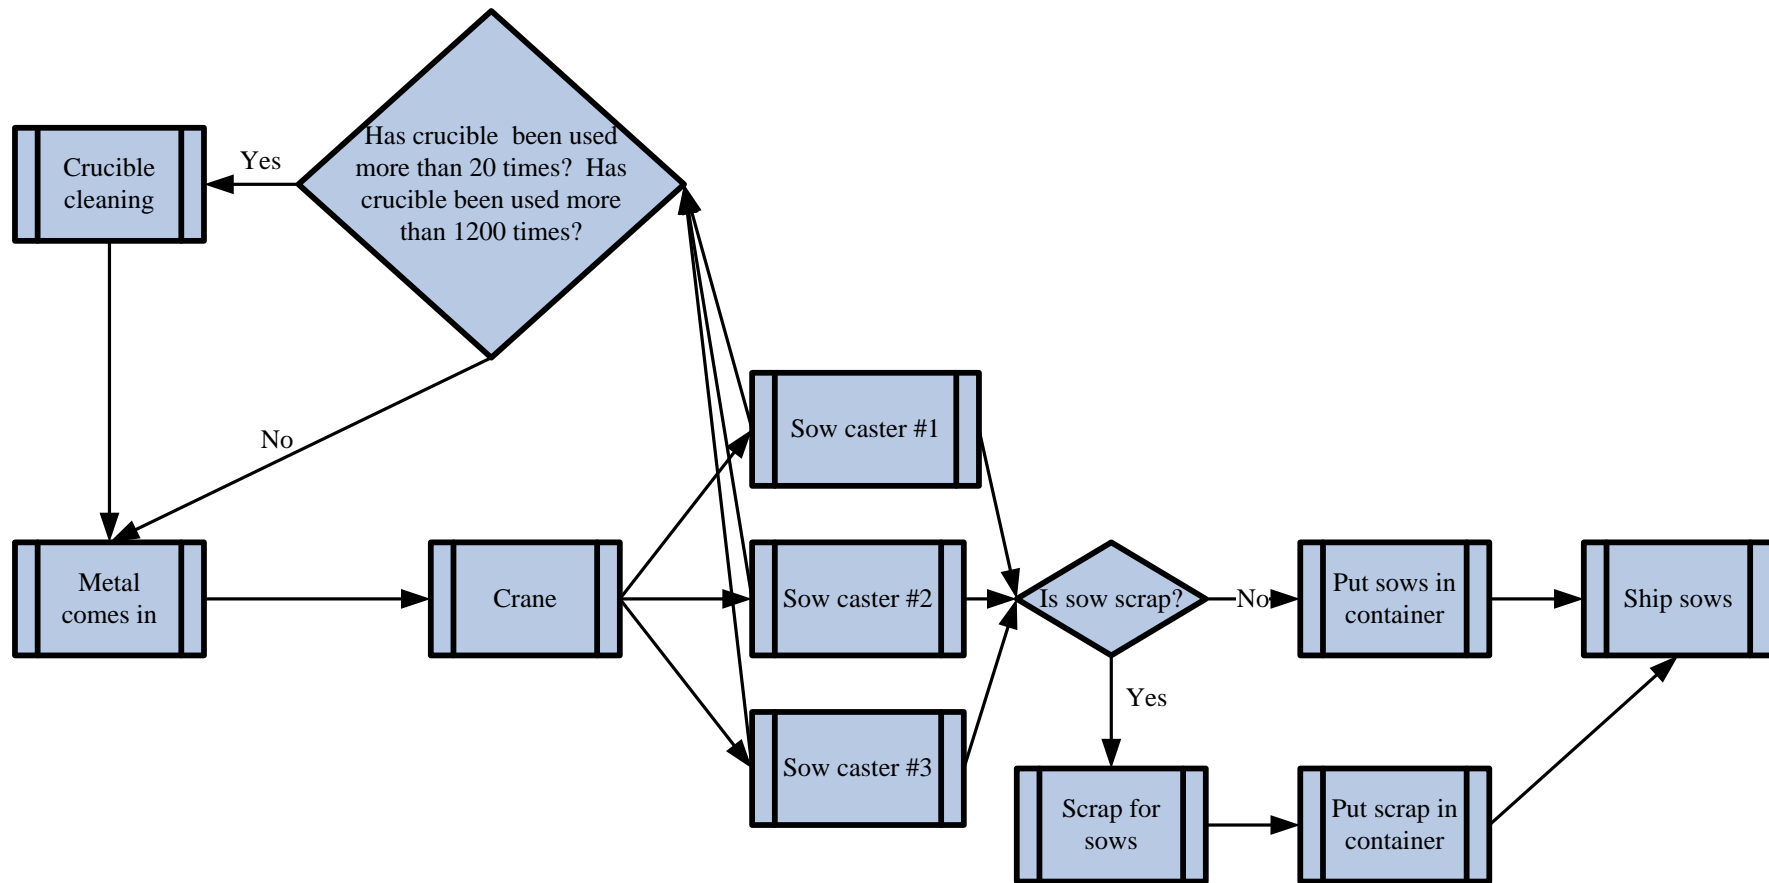 Has crucible  been used
more than 20 times?  Has
crucible been used more
than 1200 times?
Yes
Crucible
cleaning
No
Metal
comes in
Crane
Sow caster #1
Sow caster #2
Sow caster #3
Is sow scrap?
No
Put sows in
container
Ship sows
Yes
Scrap for
sows
Put scrap in
container